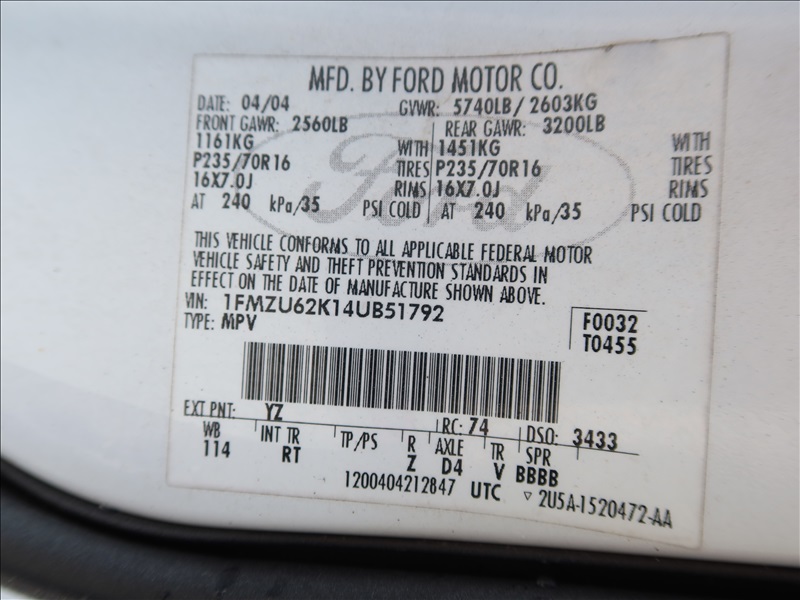 MFD. BY FORD MOTOR CO.
DATE: 04/04 GVWR: 5740LB/ 2603KG
FRONT GAWR: 2560LB REAR GAWR: 3200LB
1161KG WITH 1451KG WITH
P235/70R16 TIRES P235/70R16 TIRES
16X7.0J RIMS 16X7.0J RIMS
AT 240 kPa/35 PSI COLD AT 240 kPa/35 PSI COLD
Ford
THIS VEHICLE CONFORMS TO ALL APPLICABLE FEDERAL MOTOR
VEHICLE SAFETY AND THEFT PREVENTION STANDARDS IN
EFFECT ON THE DATE OF MANUFACTURE SHOWN ABOVE.
VIN: 1FMZU62K14UB51792
TYPE: MPV
F0032
T0455
EXT PNT: YZ RC: 74 DSO: 3433
WB INT TR TP/PS R AXLE TR SPR
114 RT Z D4 V BBBB
1200404212847 UTC ▽ 2U5A-1520472-AA